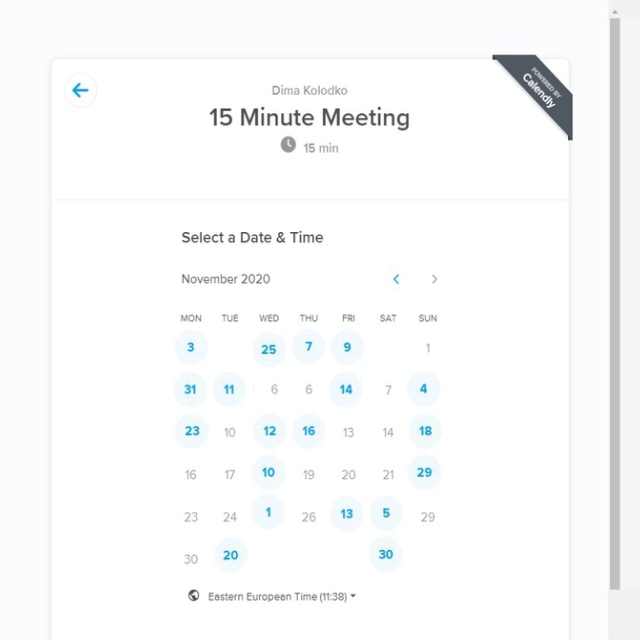 POWERED BY
Calendly
Dima Kolodko
15 Minute Meeting
15 min
Select a Date & Time
November 2020
MON TUE WED THU FRI SAT SUN
3 25 7 9 1
31 11 6 6 14 7 4
23 10 12 16 13 14 18
16 17 10 19 20 21 29
23 24 1 26 13 5 29
30 20 30
Eastern European Time (11:38)